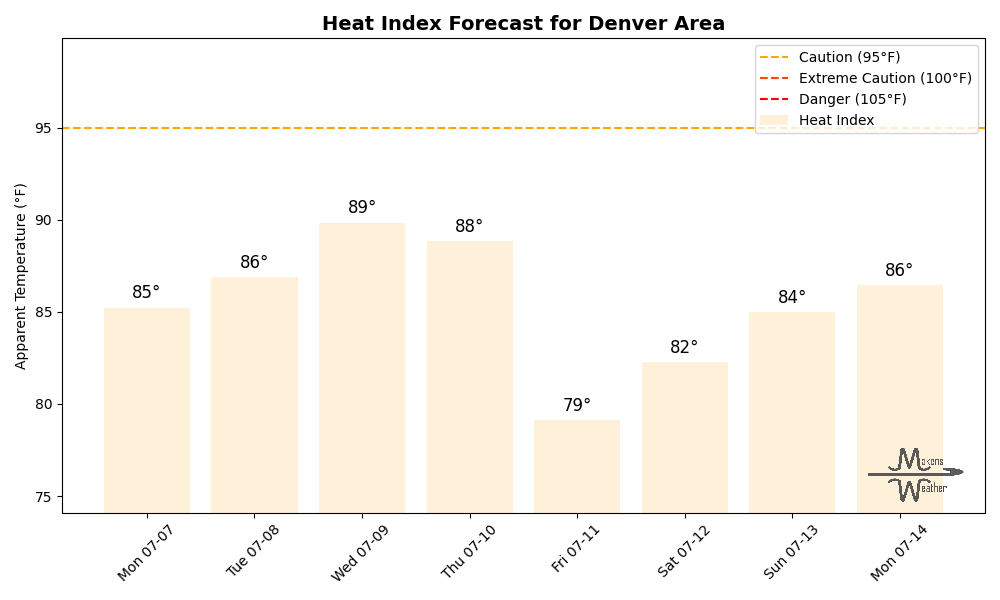 Heat Index Forecast for Denver Area
Caution (95°F)
Extreme Caution (100°F)
Danger (105°F)
Heat Index
Apparent Temperature (°F)
95
90
85
80
75
85°
86°
89°
88°
79°
82°
84°
86°
Mon 07-07
Tue 07-08
Wed 07-09
Thu 07-10
Fri 07-11
Sat 07-12
Sun 07-13
Mon 07-14